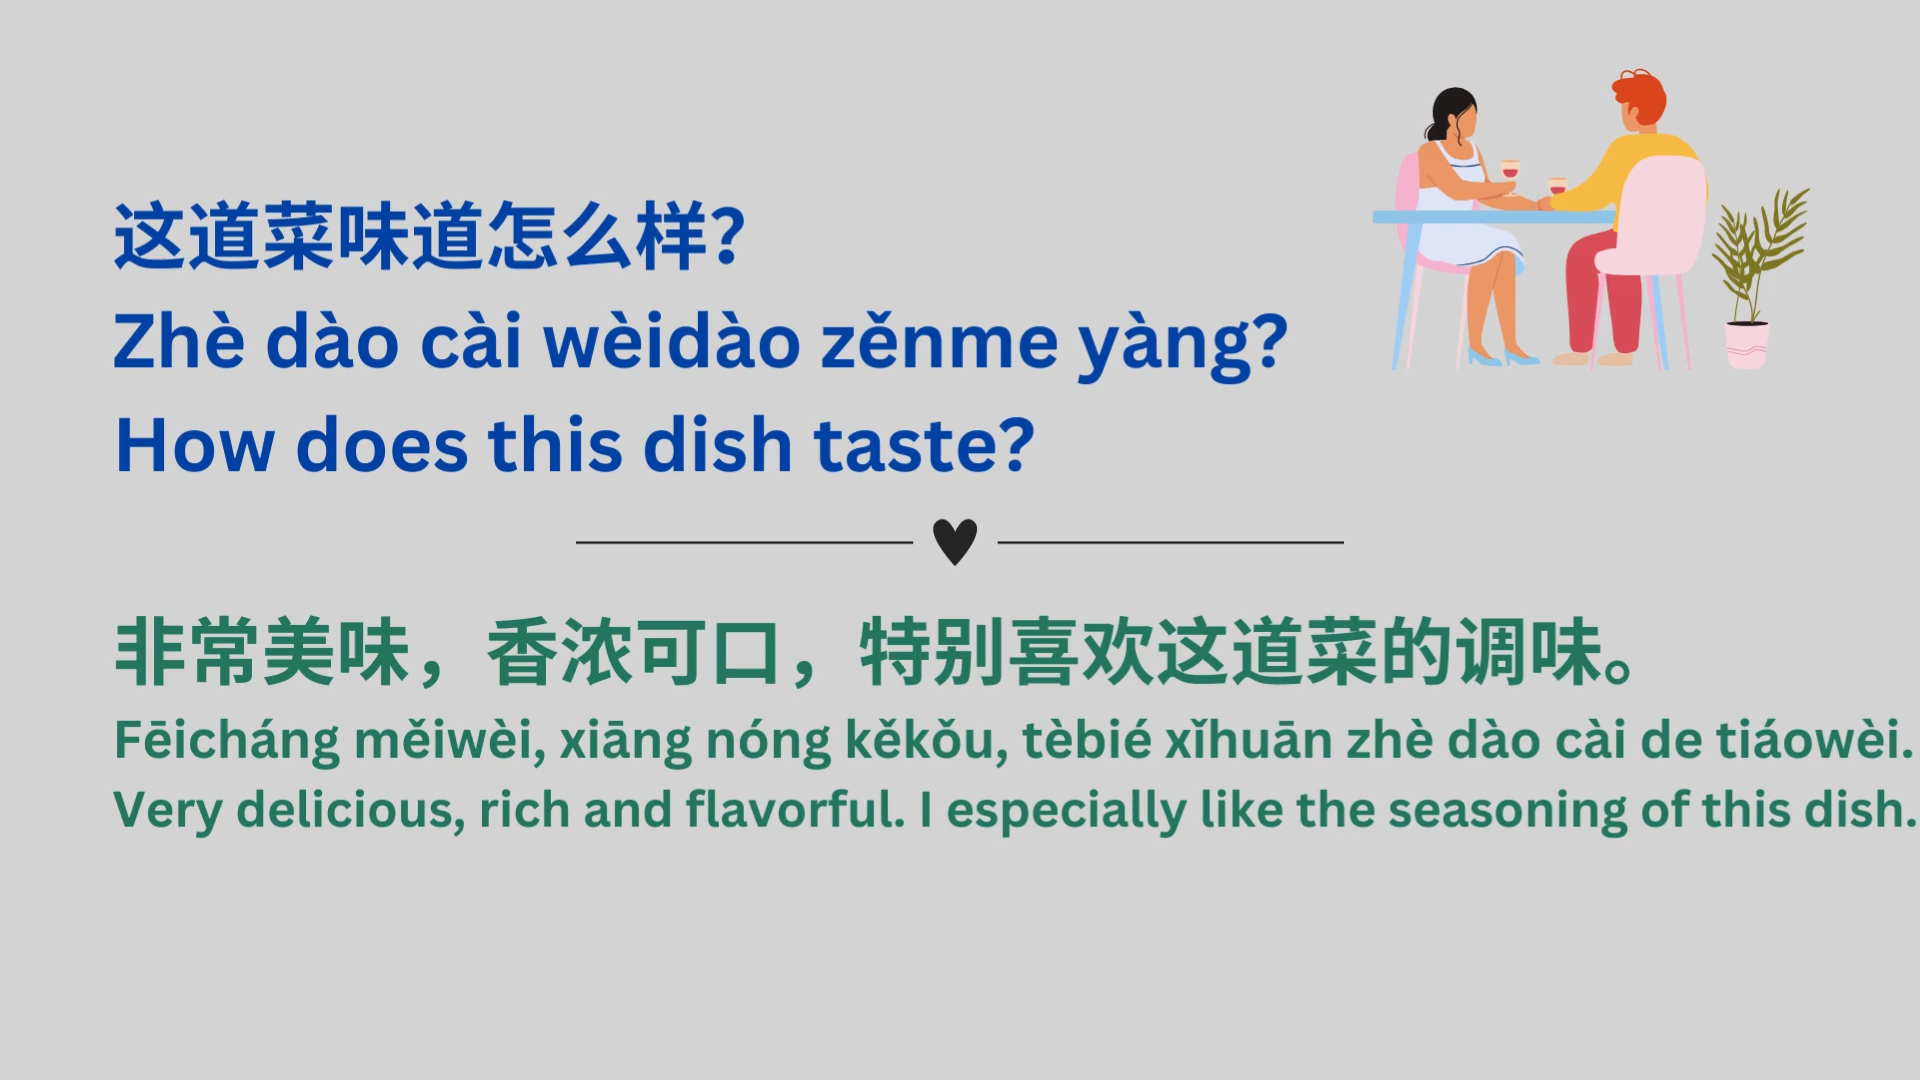 这道菜味道怎么样？
Zhè dào cài wèidào zěnme yàng?
How does this dish taste?
非常美味，香浓可口，特别喜欢这道菜的调味。
Fēicháng měiwèi, xiāng nóng kěkǒu, tèbié xǐhuān zhè dào cài de tiáowèi.
Very delicious, rich and flavorful. I especially like the seasoning of this dish.